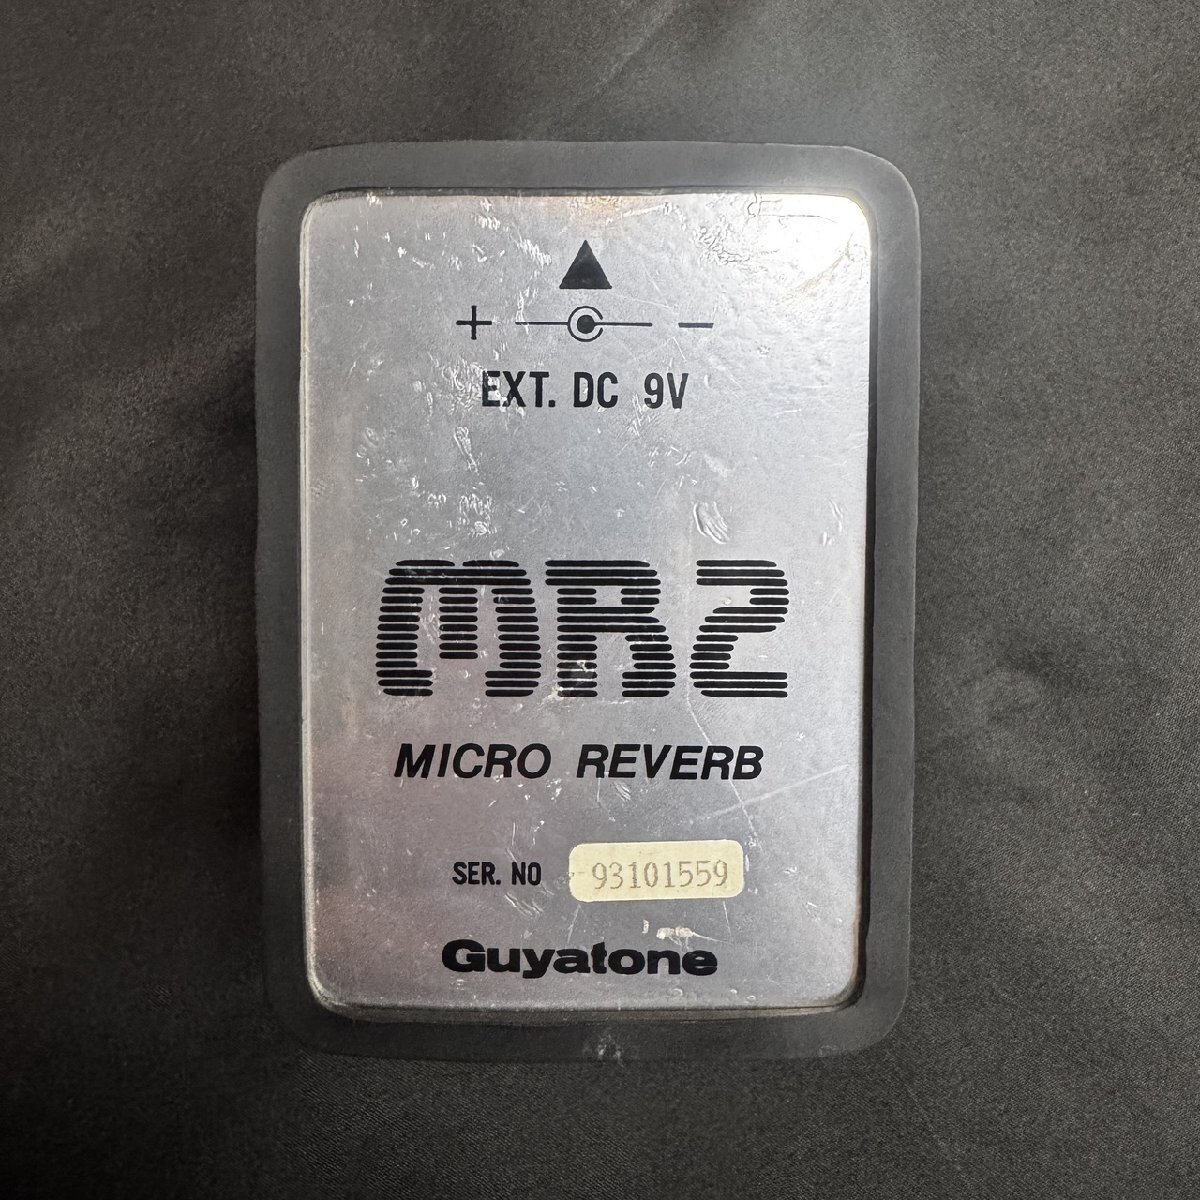 + −
EXT. DC 9V
MR2
MICRO REVERB
SER. NO 93101559
Guyatone